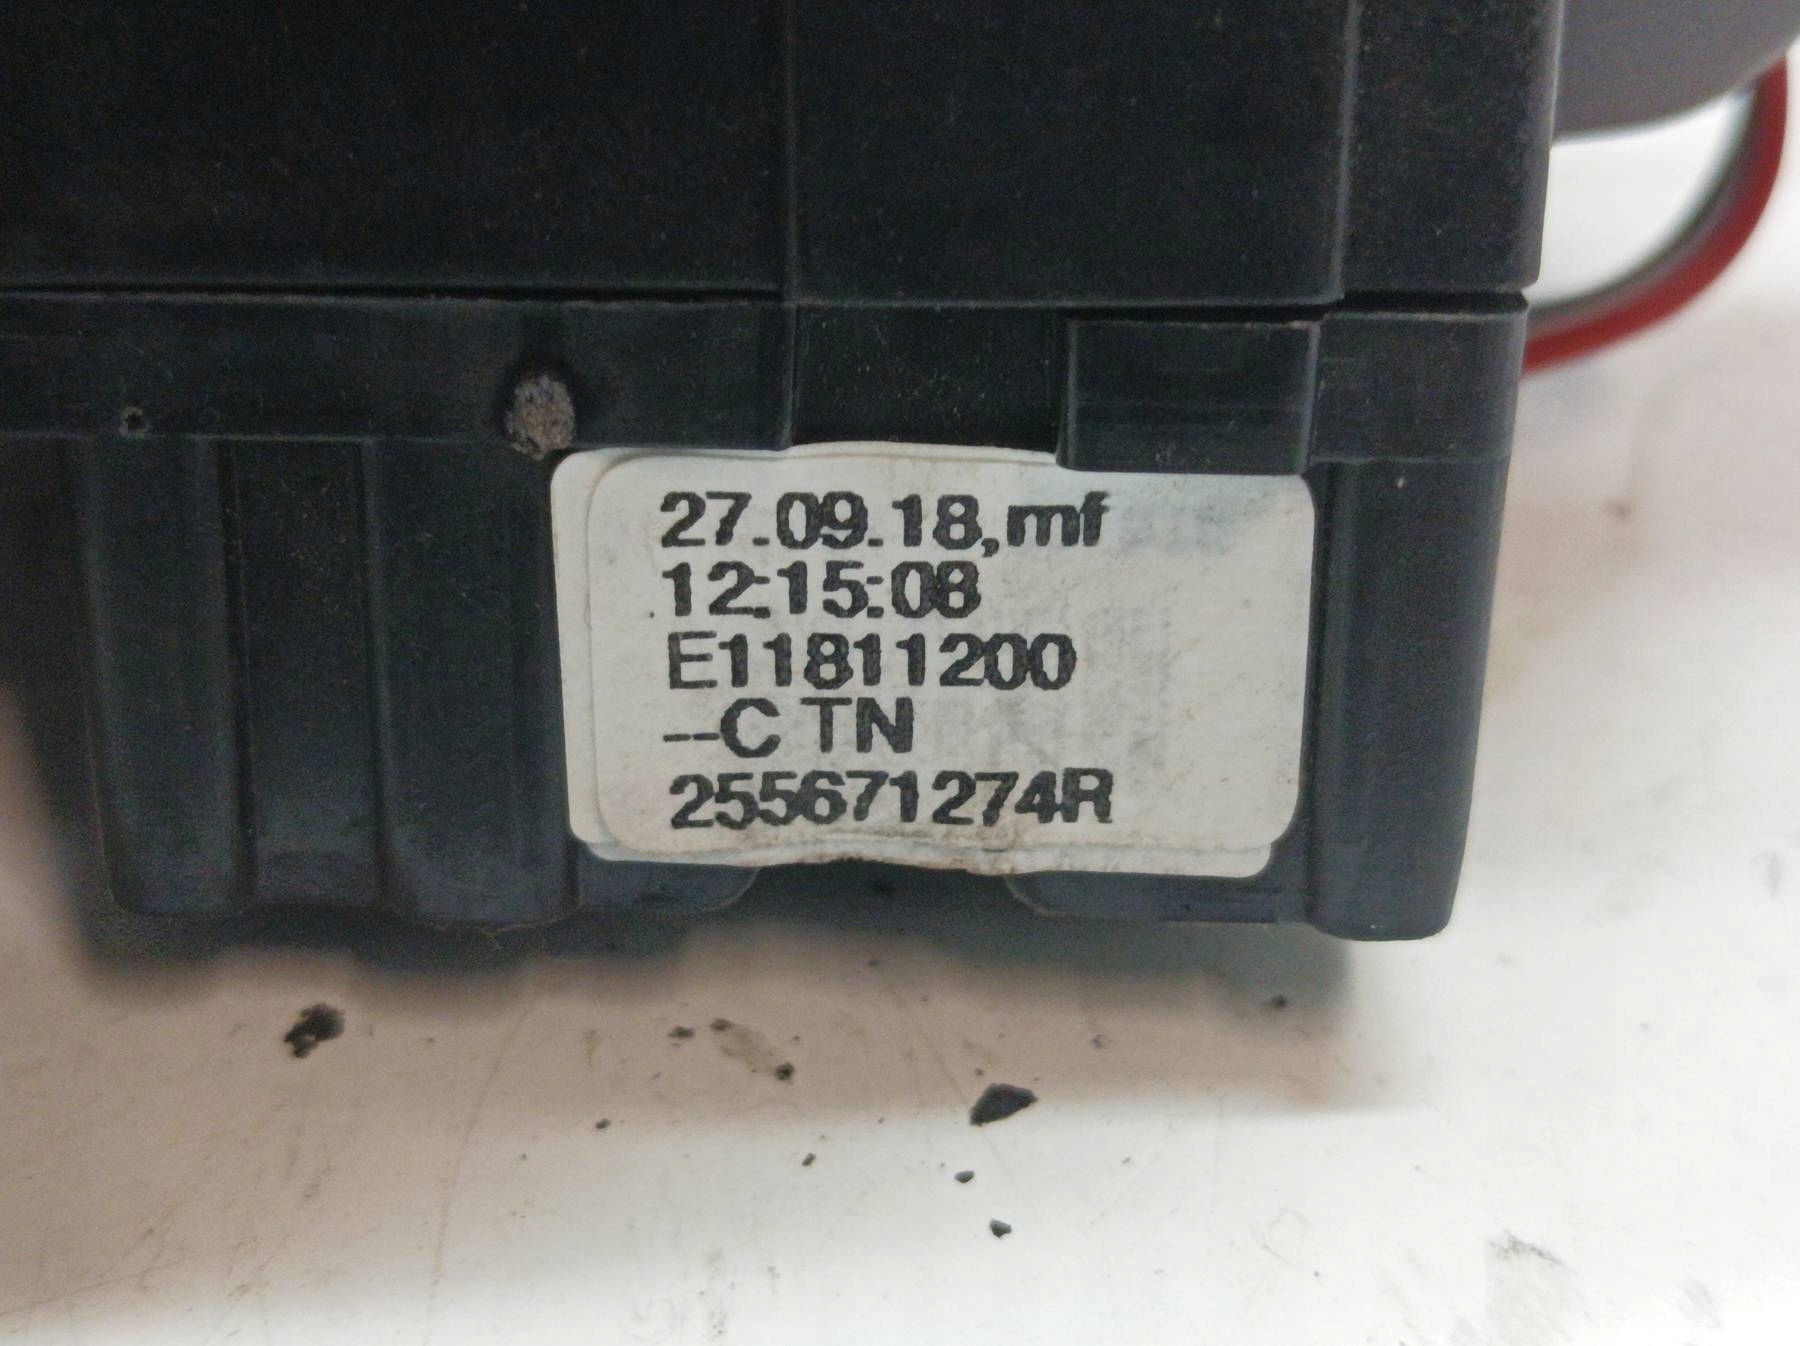 27.09.18,mf
12:15:08
E11811200
--C TN
255671274R